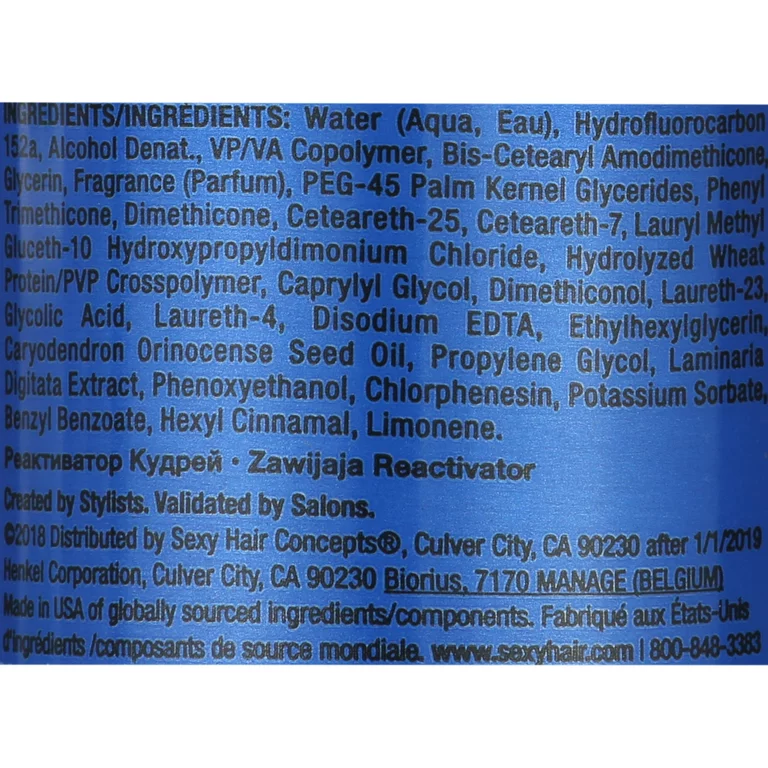 INGREDIENTS/INGRÉDIENTS: Water (Aqua, Eau), Hydrofluorocarbon
152a, Alcohol Denat., VP/VA Copolymer, Bis-Cetearyl Amodimethicone,
Glycerin, Fragrance (Parfum), PEG-45 Palm Kernel Glycerides, Phenyl
Trimethicone, Dimethicone, Ceteareth-25, Ceteareth-7, Lauryl Methyl
Gluceth-10 Hydroxypropyldimonium Chloride, Hydrolyzed Wheat
Protein/PVP Crosspolymer, Caprylyl Glycol, Dimethiconol, Laureth-23,
Glycolic Acid, Laureth-4, Disodium EDTA, Ethylhexylglycerin,
Caryodendron Orinocense Seed Oil, Propylene Glycol, Laminaria
Digitata Extract, Phenoxyethanol, Chlorphenesin, Potassium Sorbate,
Benzyl Benzoate, Hexyl Cinnamal, Limonene.
Реактиватор Кудрей • Zawijaja Reactivator
Created by Stylists. Validated by Salons.
©2018 Distributed by Sexy Hair Concepts®, Culver City, CA 90230 after 1/1/2019
Henkel Corporation, Culver City, CA 90230 Biorius, 7170 MANAGE (BELGIUM)
Made in USA of globally sourced ingredients/components. Fabriqué aux États-Unis
d'ingrédients /composants de source mondiale. www.sexyhair.com | 800-848-3383